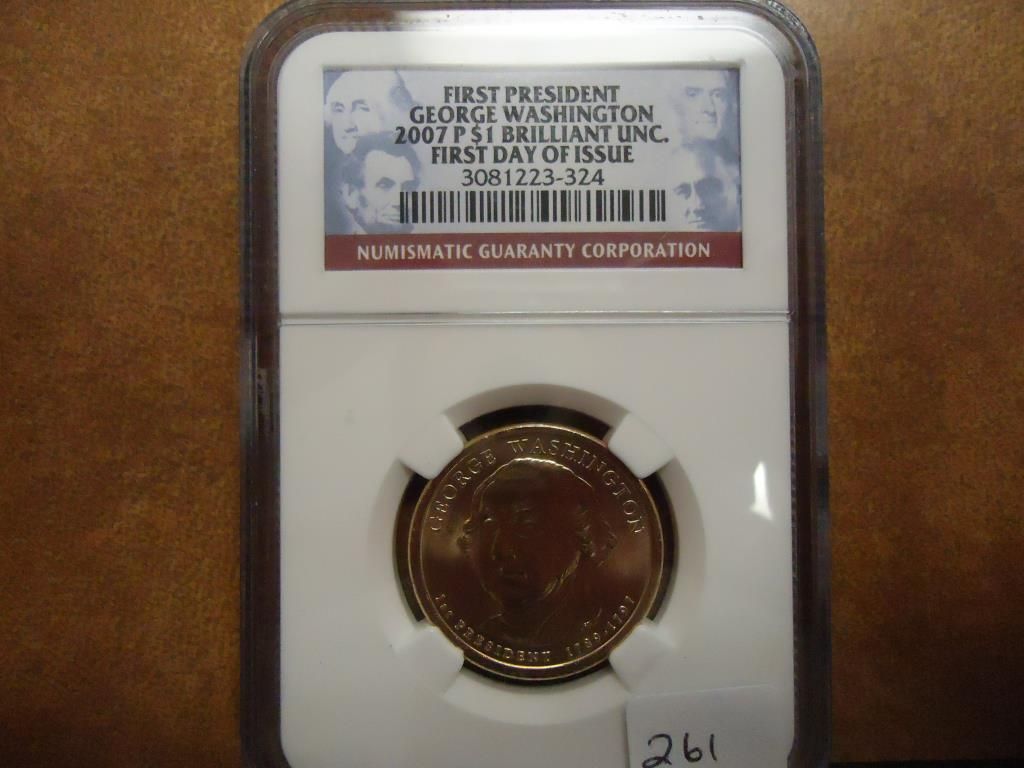 FIRST PRESIDENT
GEORGE WASHINGTON
2007 P $1 BRILLIANT UNC.
FIRST DAY OF ISSUE
3081223-324
NUMISMATIC GUARANTY CORPORATION
GEORGE WASHINGTON
1st PRESIDENT 1789-1797
261